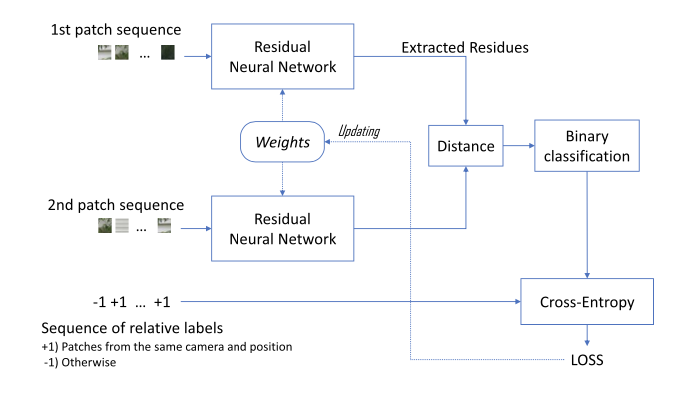 1st patch sequence
...
Residual
Neural Network
Extracted Residues
Weights
Updating
Distance
Binary
classification
2nd patch sequence
...
Residual
Neural Network
-1 +1 ... +1
Cross-Entropy
Sequence of relative labels
+1) Patches from the same camera and position
-1) Otherwise
LOSS